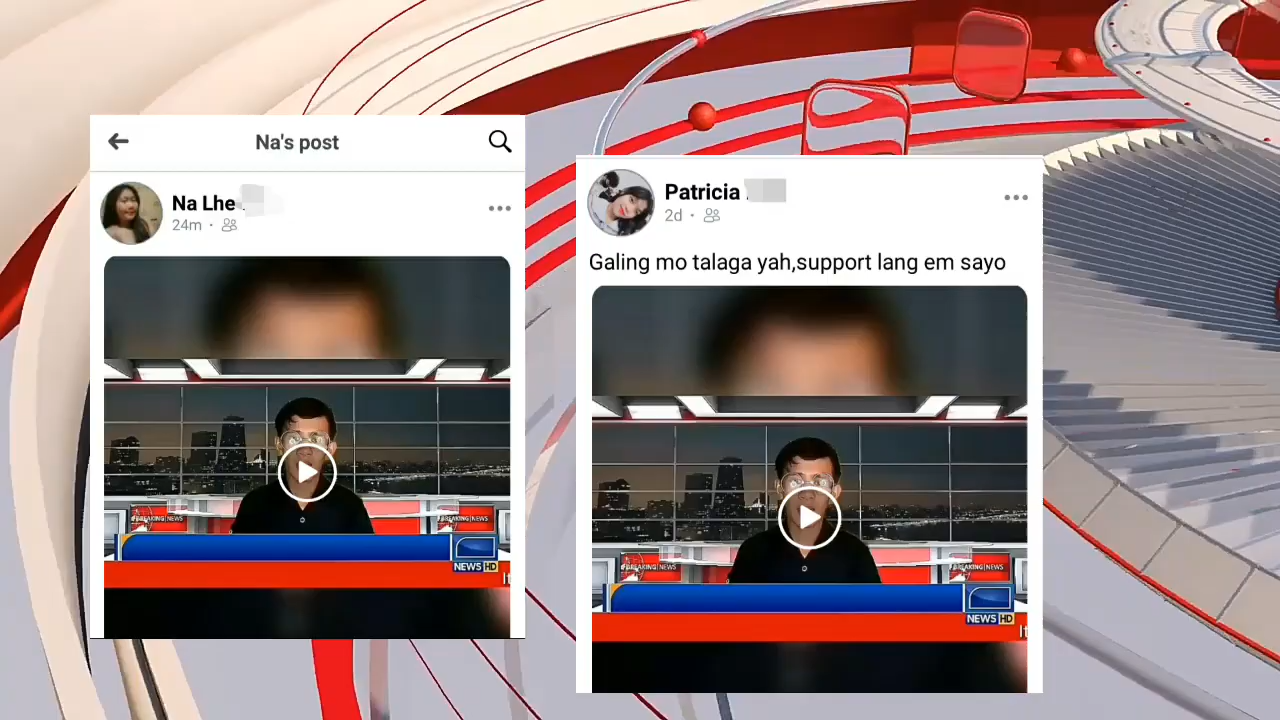 Na's post
Na Lhe
24m
BREAKING NEWS
BREAKING NEWS
NEWS HD
Patricia
2d
Galing mo talaga yah,support lang em sayo
BREAKING NEWS
BREAKING NEWS
NEWS HD